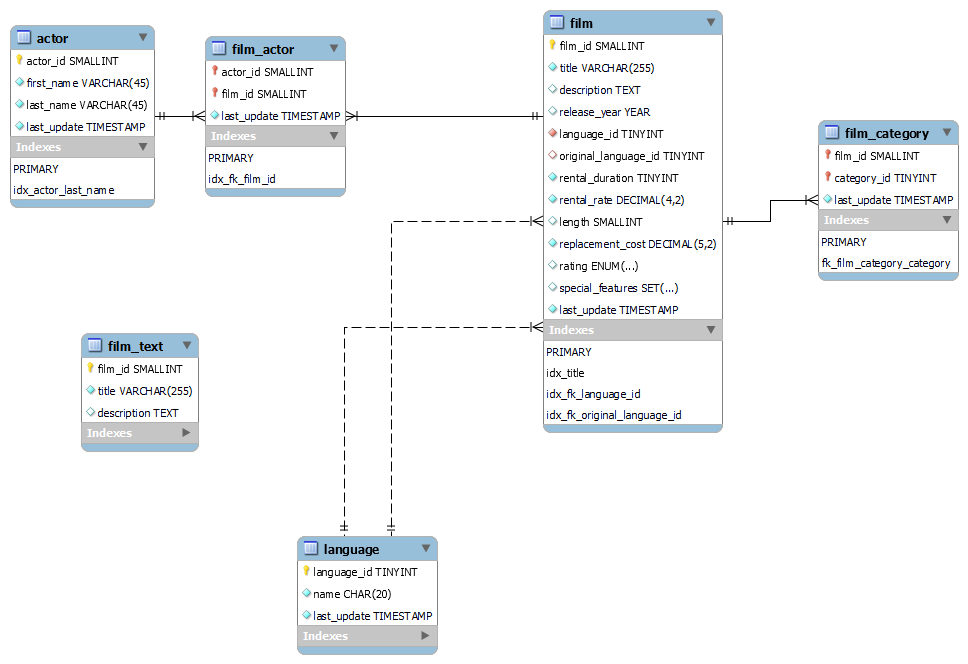 actor
actor_id SMALLINT
first_name VARCHAR(45)
last_name VARCHAR(45)
last_update TIMESTAMP
Indexes
PRIMARY
idx_actor_last_name
film_actor
actor_id SMALLINT
film_id SMALLINT
last_update TIMESTAMP
Indexes
PRIMARY
idx_fk_film_id
film
film_id SMALLINT
title VARCHAR(255)
description TEXT
release_year YEAR
language_id TINYINT
original_language_id TINYINT
rental_duration TINYINT
rental_rate DECIMAL(4,2)
length SMALLINT
replacement_cost DECIMAL(5,2)
rating ENUM(...)
special_features SET(...)
last_update TIMESTAMP
Indexes
PRIMARY
idx_title
idx_fk_language_id
idx_fk_original_language_id
film_category
film_id SMALLINT
category_id TINYINT
last_update TIMESTAMP
Indexes
PRIMARY
fk_film_category_category
film_text
film_id SMALLINT
title VARCHAR(255)
description TEXT
Indexes
language
language_id TINYINT
name CHAR(20)
last_update TIMESTAMP
Indexes